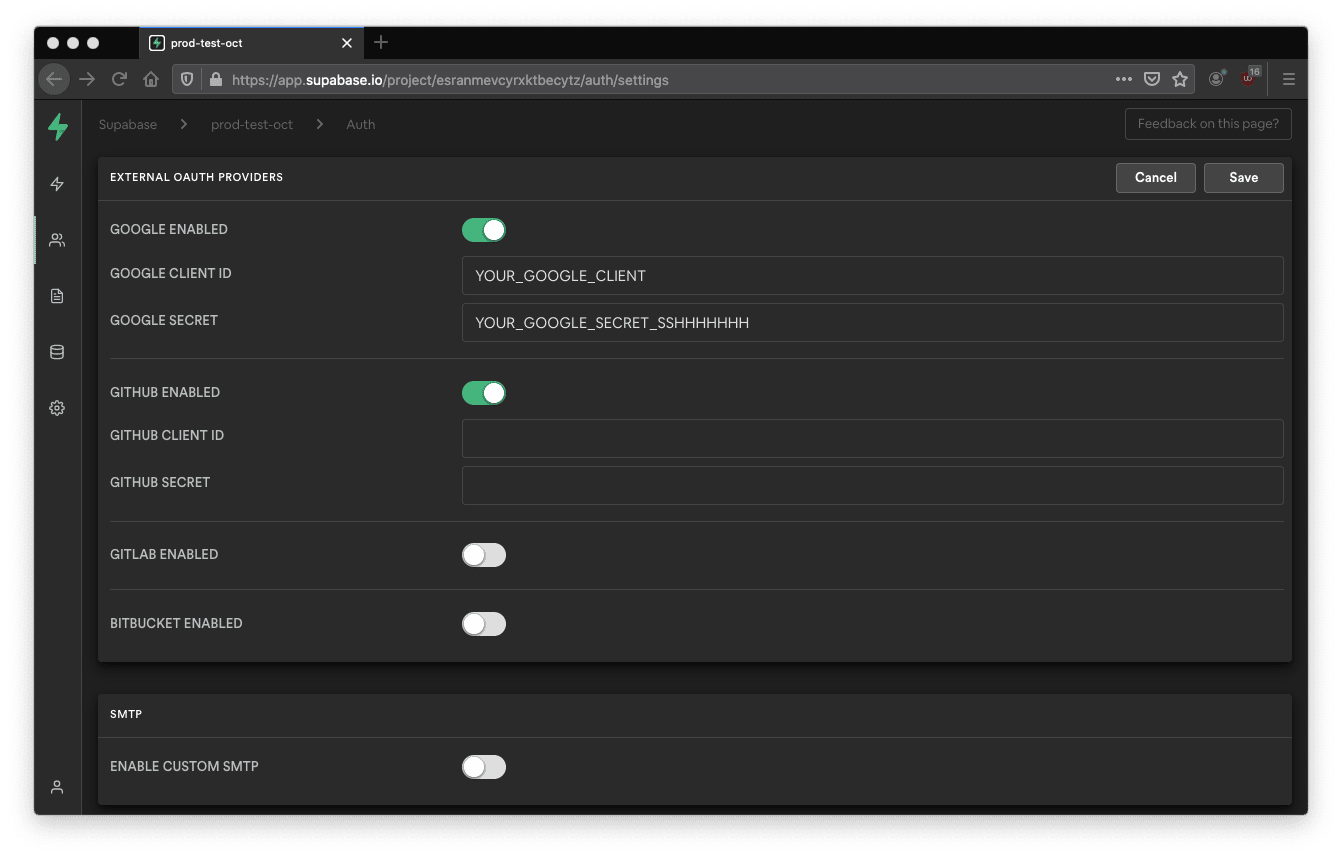 prod-test-oct
https://app.supabase.io/project/esranmevcyrxktbecytz/auth/settings
16
Supabase > prod-test-oct > Auth
Feedback on this page?
EXTERNAL OAUTH PROVIDERS
Cancel
Save
GOOGLE ENABLED
GOOGLE CLIENT ID
YOUR_GOOGLE_CLIENT
GOOGLE SECRET
YOUR_GOOGLE_SECRET_SSHHHHHHH
GITHUB ENABLED
GITHUB CLIENT ID
GITHUB SECRET
GITLAB ENABLED
BITBUCKET ENABLED
SMTP
ENABLE CUSTOM SMTP